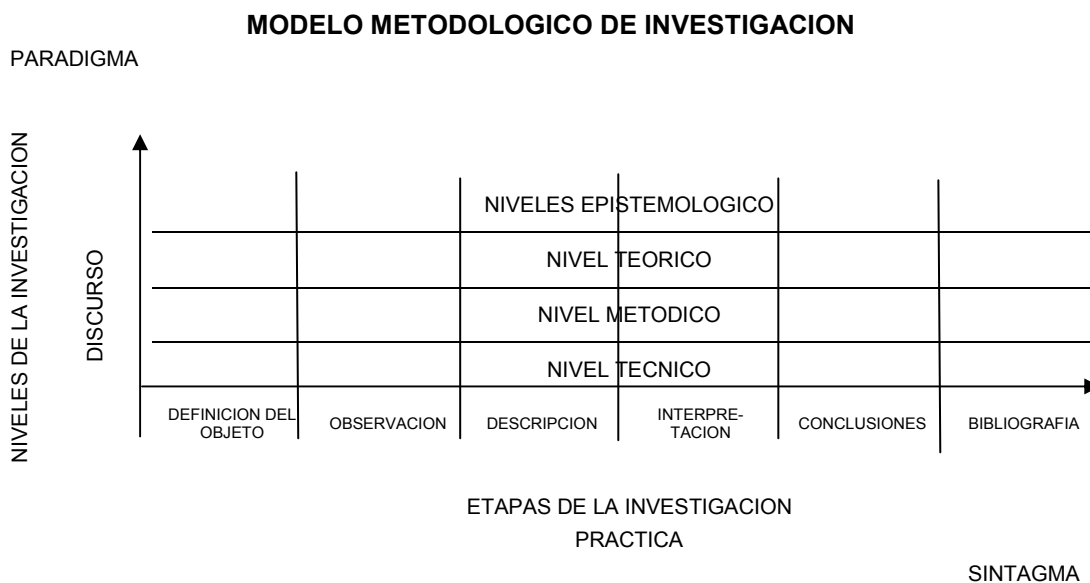 MODELO METODOLOGICO DE INVESTIGACION
PARADIGMA
NIVELES DE LA INVESTIGACION
DISCURSO
NIVELES EPISTEMOLOGICO
NIVEL TEORICO
NIVEL METODICO
NIVEL TECNICO
DEFINICION DEL
OBJETO
OBSERVACION
DESCRIPCION
INTERPRE-
TACION
CONCLUSIONES
BIBLIOGRAFIA
ETAPAS DE LA INVESTIGACION
PRACTICA
SINTAGMA